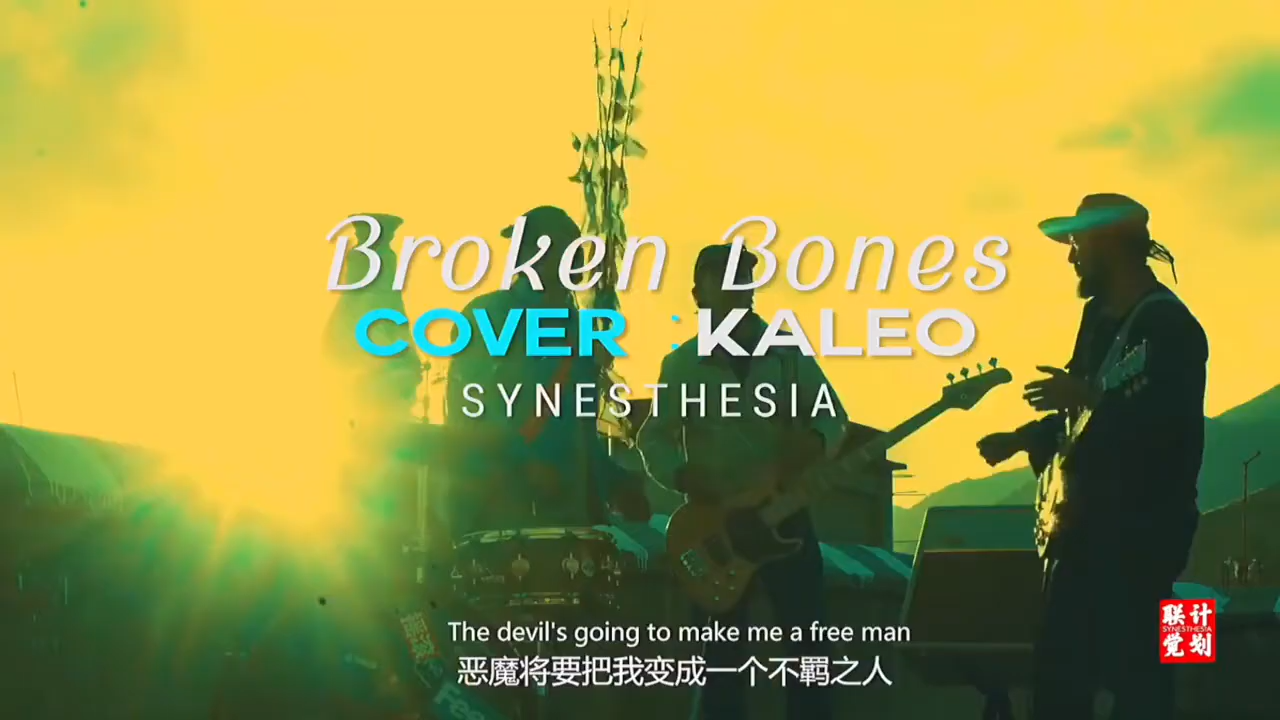 Broken Bones
COVER : KALEO
SYNESTHESIA
The devil's going to make me a free man
恶魔将要把我变成一个不羁之人
联计
SYNESTHESIA
觉划